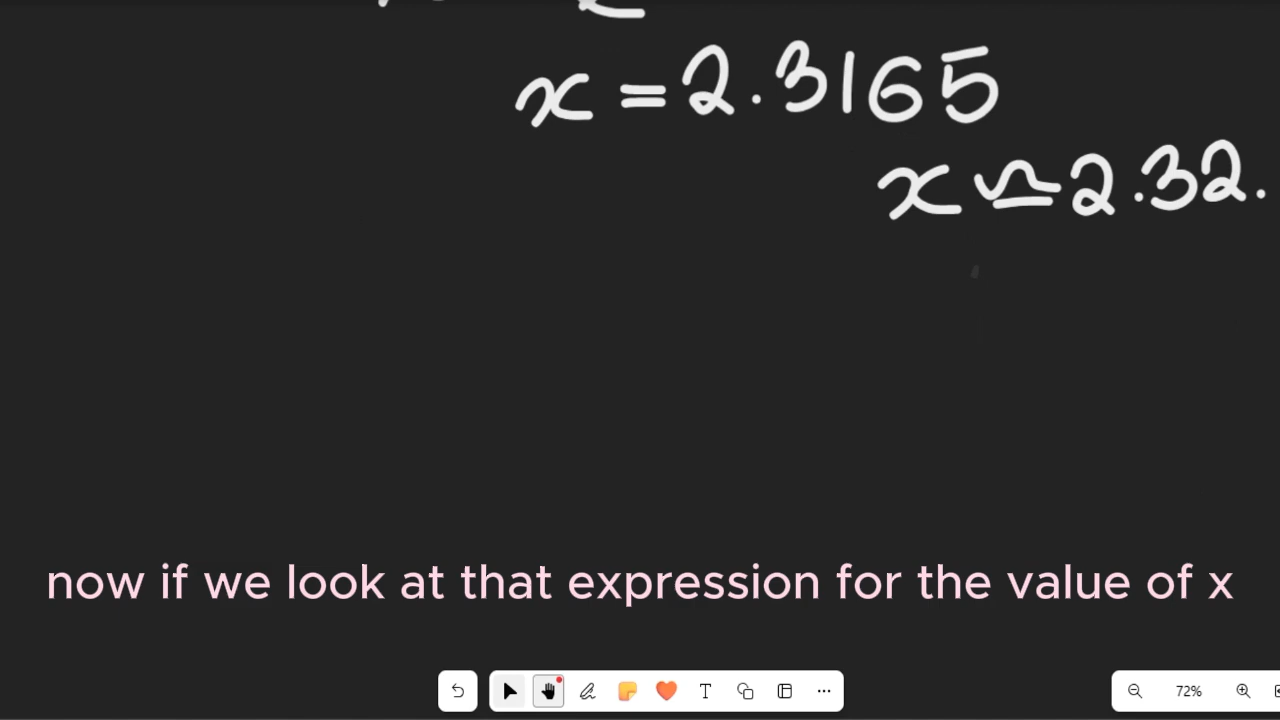 x = 2.3165
x ≃ 2.32.
now if we look at that expression for the value of x
T
72%